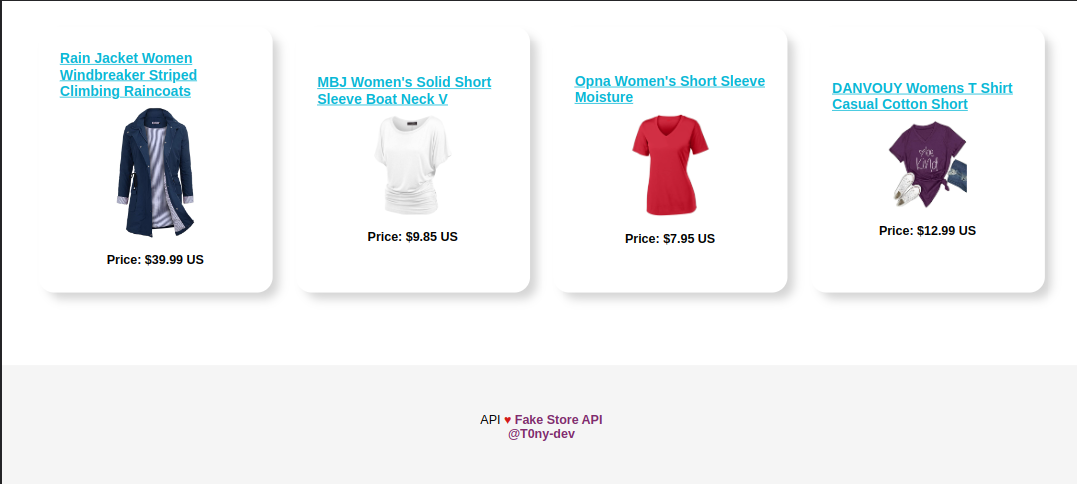 Rain Jacket Women
Windbreaker Striped
Climbing Raincoats
Price: $39.99 US
MBJ Women's Solid Short
Sleeve Boat Neck V
Price: $9.85 US
Opna Women's Short Sleeve
Moisture
Price: $7.95 US
DANVOUY Womens T Shirt
Casual Cotton Short
Kind
Price: $12.99 US
API ♥ Fake Store API
@T0ny-dev